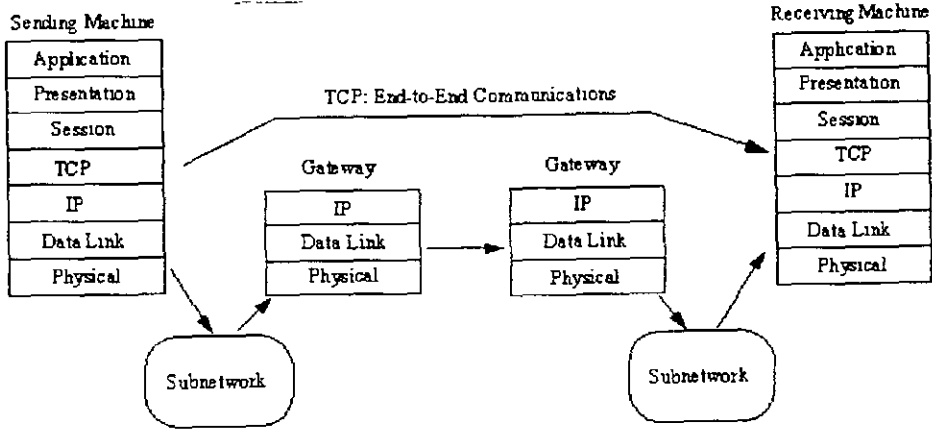 Sending Machine
Application
Presentation
Session
TCP
IP
Data Link
Physical
TCP: End-to-End Communications
Gateway
IP
Data Link
Physical
Gateway
IP
Data Link
Physical
Receiving Machine
Application
Presentation
Session
TCP
IP
Data Link
Physical
Subnetwork
Subnetwork